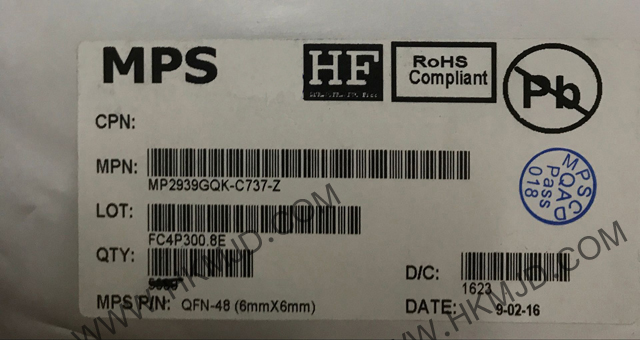 MPS
HF
RoHS
Compliant
Pb
CPN:
MPN:
MP2939GQK-C737-Z
MPS CD
QA
Pass
018
LOT:
FC4P300.8E
QTY:
D/C:
1623
MPS P/N: QFN-48 (6mmX6mm)
DATE: 9-02-16
WWW.HKMJD.COM
WWW.HKMJD.COM